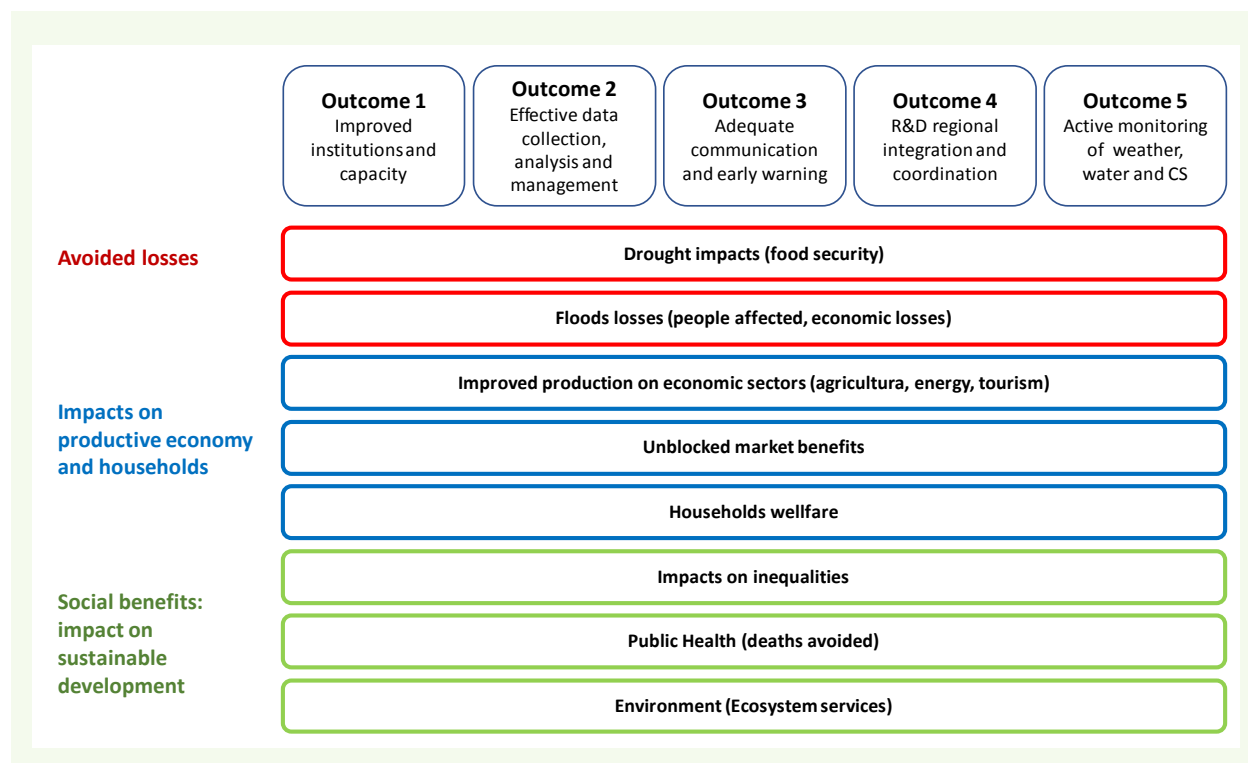 Outcome 1
Improved
institutions and
capacity
Outcome 2
Effective data
collection,
analysis and
management
Outcome 3
Adequate
communication
and early warning
Outcome 4
R&D regional
integration and
coordination
Outcome 5
Active monitoring
of weather,
water and CS
Avoided losses
Drought impacts (food security)
Floods losses (people affected, economic losses)
Impacts on
productive economy
and households
Improved production on economic sectors (agricultura, energy, tourism)
Unblocked market benefits
Households wellfare
Social benefits:
impact on
sustainable
development
Impacts on inequalities
Public Health (deaths avoided)
Environment (Ecosystem services)